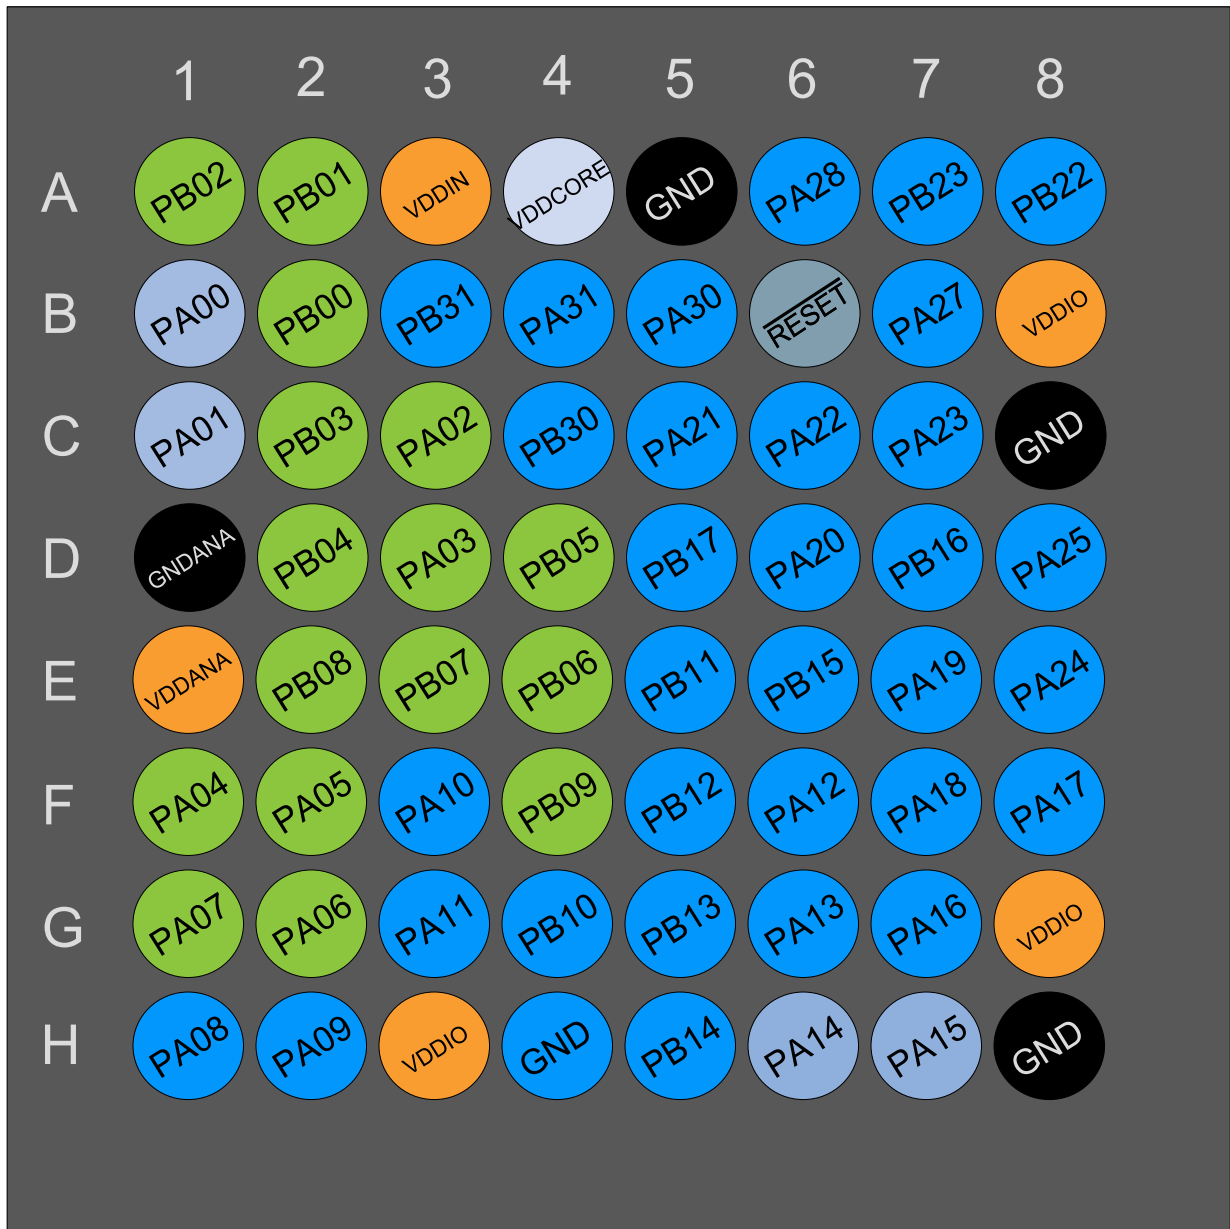 1 2 3 4 5 6 7 8
A PB02 PB01 VDDIN VDDCORE GND PA28 PB23 PB22
B PA00 PB00 PB31 PA31 PA30 RESET PA27 VDDIO
C PA01 PB03 PA02 PB30 PA21 PA22 PA23 GND
D GNDANA PB04 PA03 PB05 PB17 PA20 PB16 PA25
E VDDANA PB08 PB07 PB06 PB11 PB15 PA19 PA24
F PA04 PA05 PA10 PB09 PB12 PA12 PA18 PA17
G PA07 PA06 PA11 PB10 PB13 PA13 PA16 VDDIO
H PA08 PA09 VDDIO GND PB14 PA14 PA15 GND